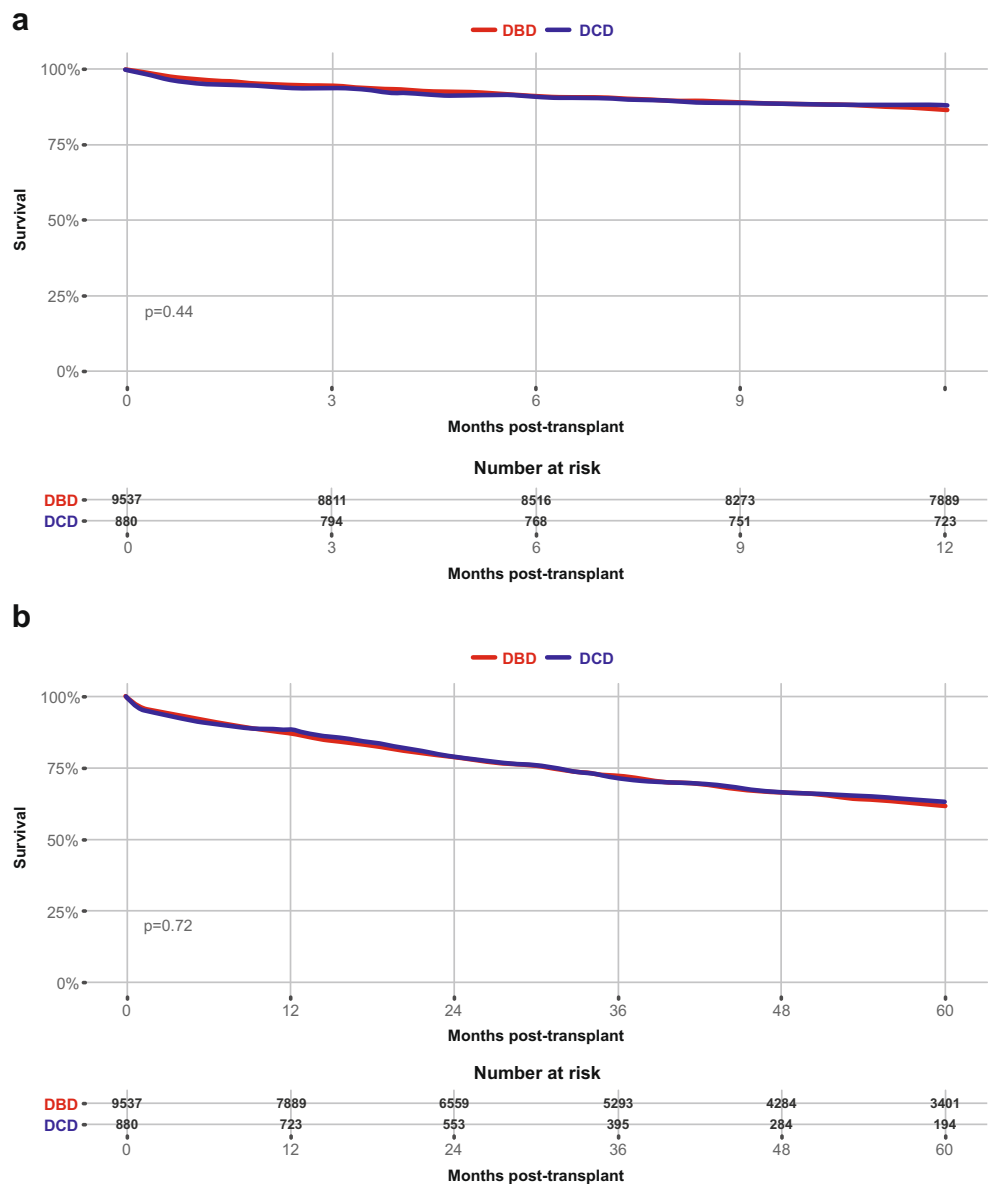 a
DBD DCD
100%
75%
50%
25%
0%
Survival
p=0.44
0 3 6 9
Months post-transplant
Number at risk
DBD 9537 8811 8516 8273 7889
DCD 880 794 768 751 723
0 3 6 9 12
Months post-transplant
b
DBD DCD
100%
75%
50%
25%
0%
Survival
p=0.72
0 12 24 36 48 60
Months post-transplant
Number at risk
DBD 9537 7889 6559 5293 4284 3401
DCD 880 723 553 395 284 194
0 12 24 36 48 60
Months post-transplant